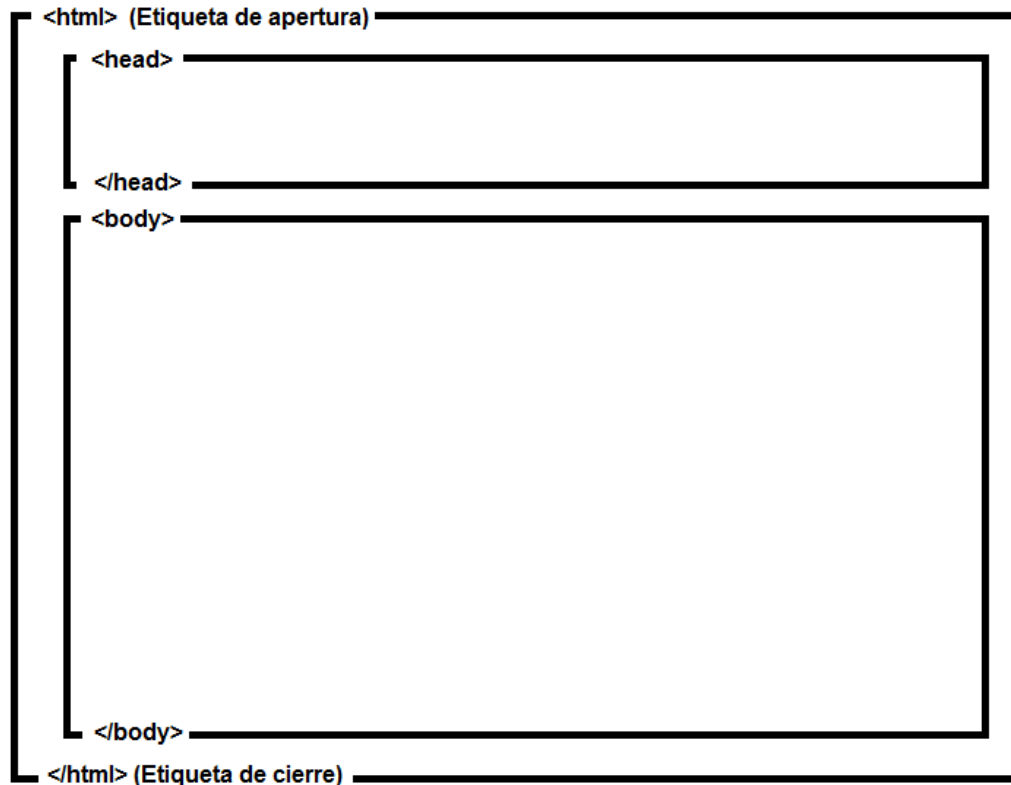 <html> (Etiqueta de apertura)
<head>
</head>
<body>
</body>
</html> (Etiqueta de cierre)